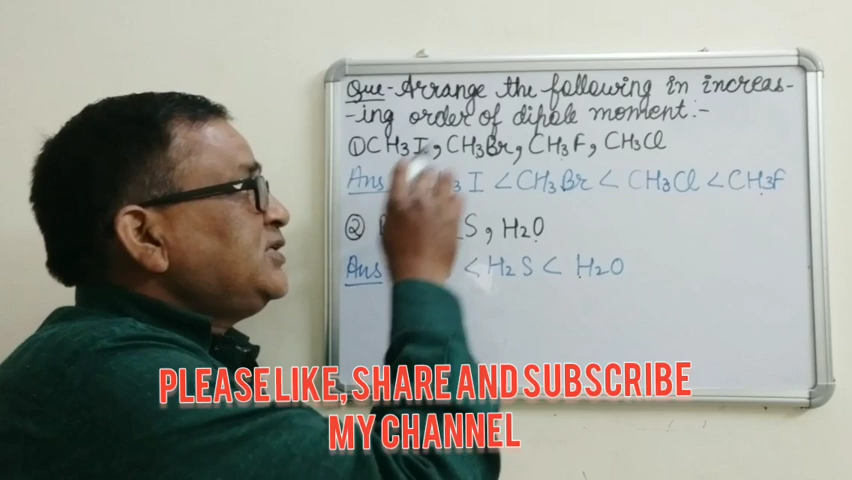 Que - Arrange the following in increas-
-ing order of dipole moment:-
① CH3I, CH3Br, CH3F, CH3Cl
Ans 3 I < CH3Br < CH3Cl < CH3F
② S, H2O
Ans < H2S < H2O
PLEASE LIKE, SHARE AND SUBSCRIBE
MY CHANNEL